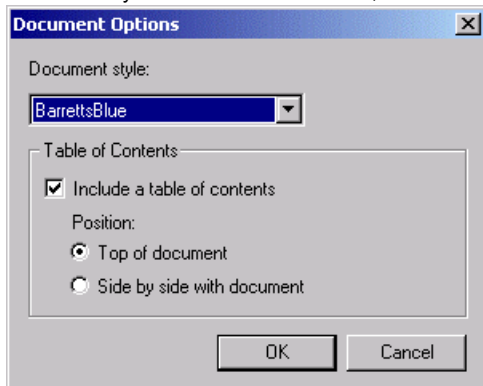 Document Options
Document style:
BarrettsBlue
Table of Contents
Include a table of contents
Position:
Top of document
Side by side with document
OK Cancel